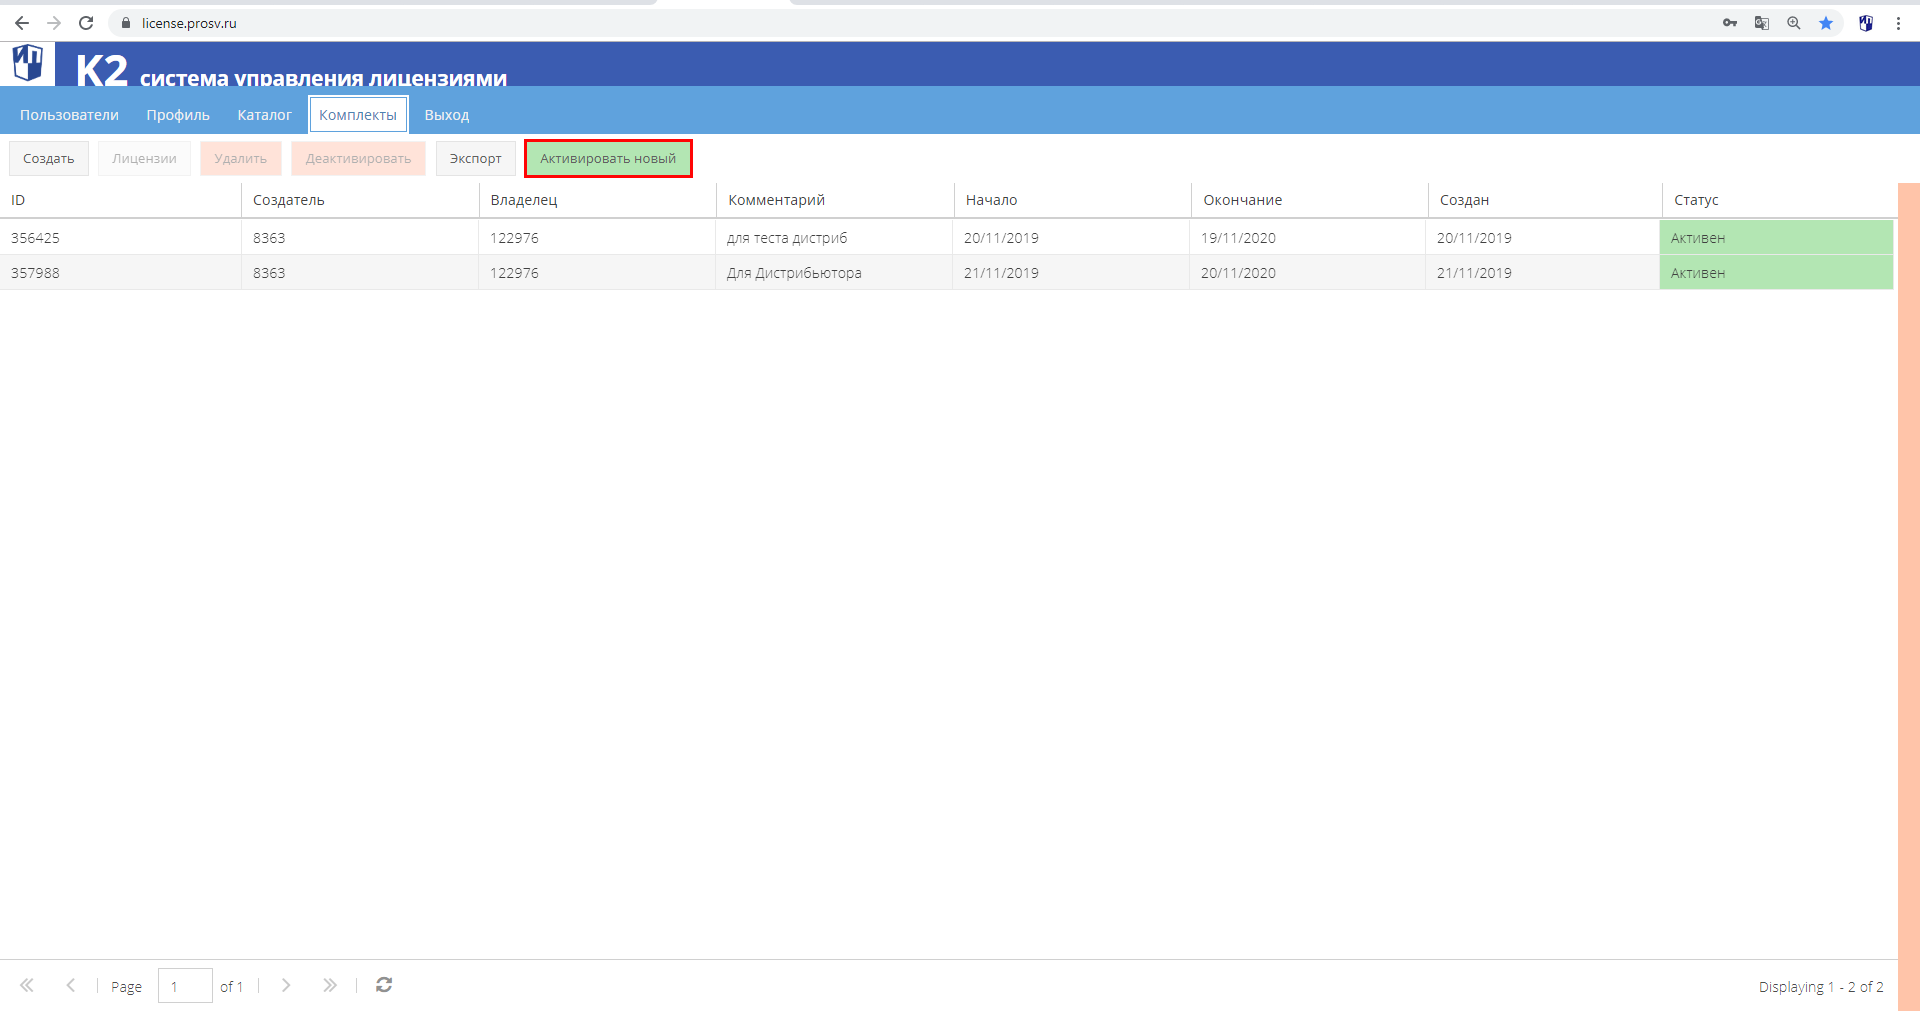 license.prosv.ru
ИП
К2 система управления лицензиями
Пользователи Профиль Каталог Комплекты Выход
Создать Лицензии Удалить Деактивировать Экспорт Активировать новый
ID Создатель Владелец Комментарий Начало Окончание Создан Статус
356425 8363 122976 для теста дистриб 20/11/2019 19/11/2020 20/11/2019 Активен
357988 8363 122976 Для Дистрибьютора 21/11/2019 20/11/2020 21/11/2019 Активен
Page 1 of 1 Displaying 1 - 2 of 2